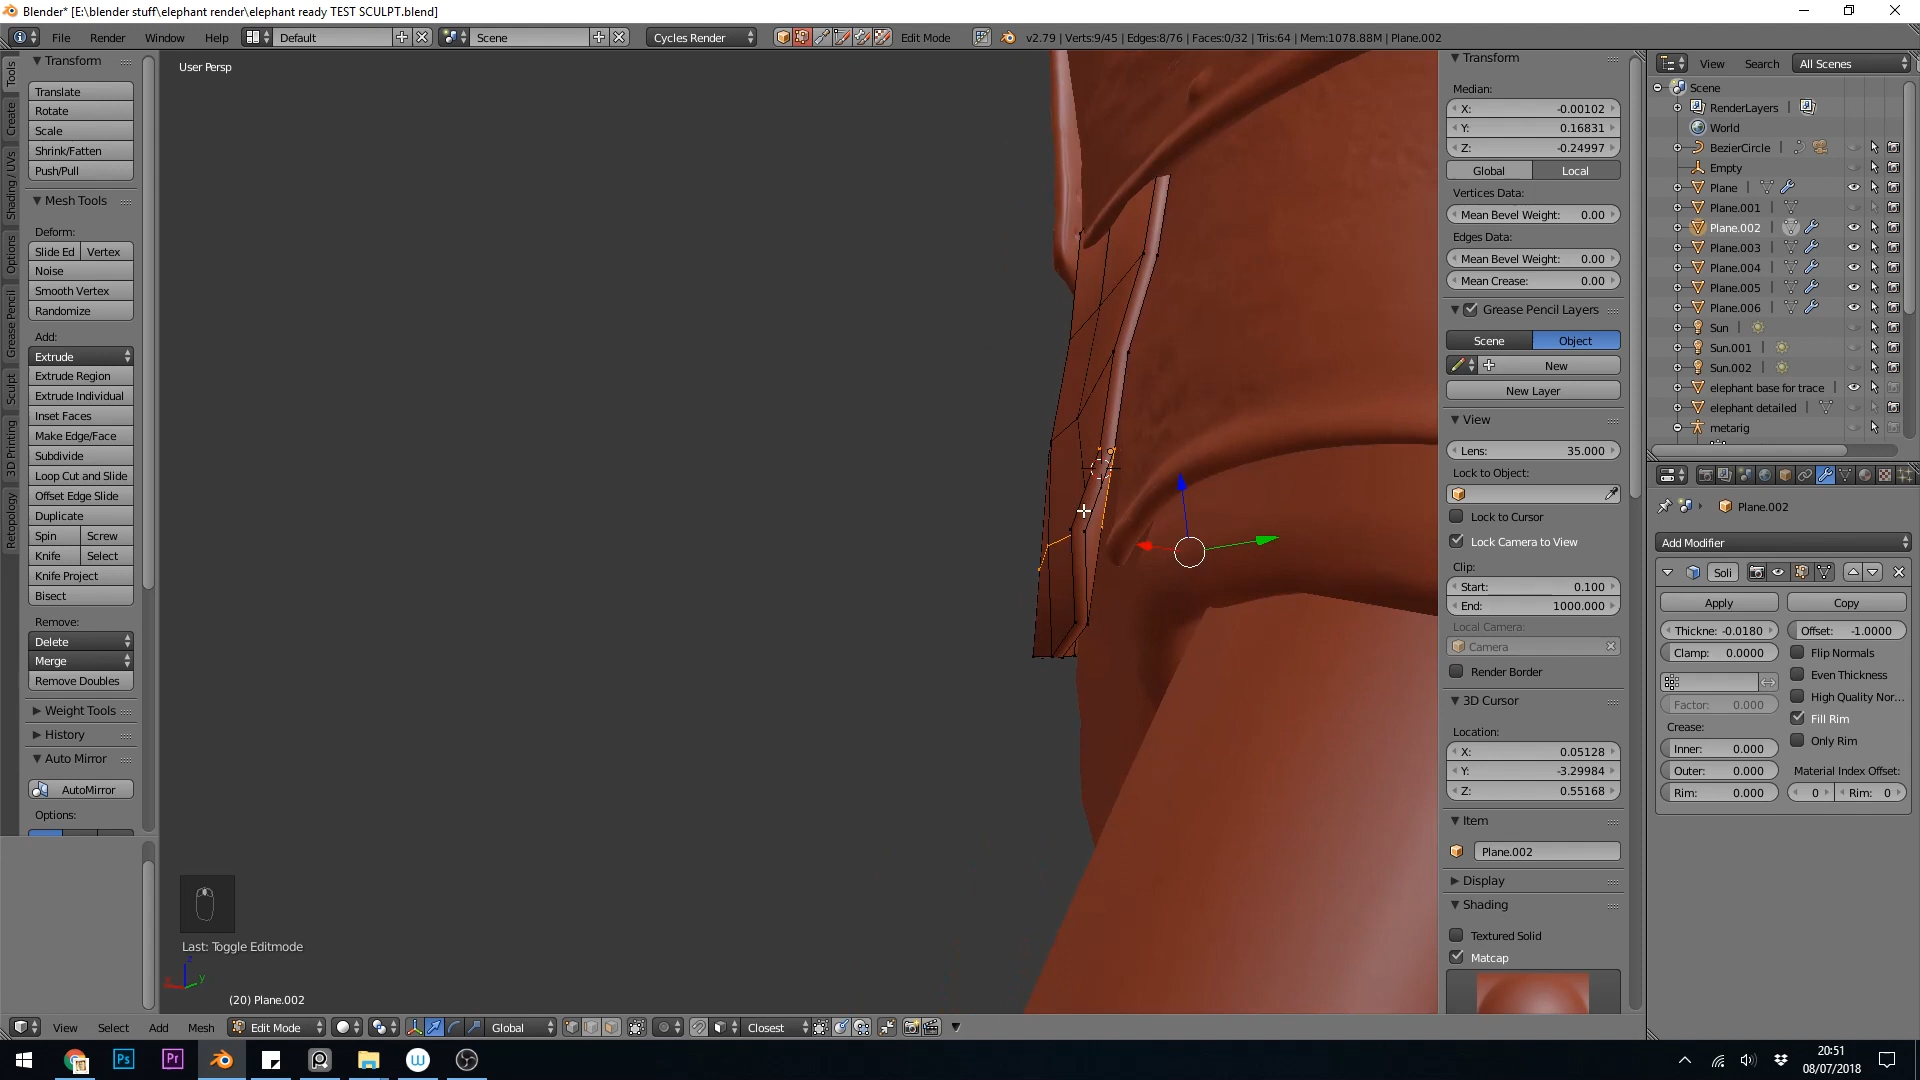 Blender* [E:\blender stuff\elephant render\elephant ready TEST SCULPT.blend]
File Render Window Help Default Scene Cycles Render Edit Mode v2.79 | Verts:9/45 | Edges:8/76 | Faces:0/32 | Tris:64 | Mem:1078.88M | Plane.002
Tools
Create
Shading / UVs
Options
Grease Pencil
Sculpt
3D Printing
Retopology
Transform
Translate
Rotate
Scale
Shrink/Fatten
Push/Pull
Mesh Tools
Deform:
Slide Ed Vertex
Noise
Smooth Vertex
Randomize
Add:
Extrude
Extrude Region
Extrude Individual
Inset Faces
Make Edge/Face
Subdivide
Loop Cut and Slide
Offset Edge Slide
Duplicate
Spin Screw
Knife Select
Knife Project
Bisect
Remove:
Delete
Merge
Remove Doubles
Weight Tools
History
Auto Mirror
AutoMirror
Options:
User Persp
Last: Toggle Editmode
(20) Plane.002
Transform
Median:
X: -0.00102
Y: 0.16831
Z: -0.24997
Global Local
Vertices Data:
Mean Bevel Weight: 0.00
Edges Data:
Mean Bevel Weight: 0.00
Mean Crease: 0.00
Grease Pencil Layers
Scene Object
New
New Layer
View
Lens: 35.000
Lock to Object:
Lock to Cursor
Lock Camera to View
Clip:
Start: 0.100
End: 1000.000
Local Camera:
Camera
Render Border
3D Cursor
Location:
X: 0.05128
Y: -3.29984
Z: 0.55168
Item
Plane.002
Display
Shading
Textured Solid
Matcap
View Search All Scenes
Scene
RenderLayers
World
BezierCircle
Empty
Plane
Plane.001
Plane.002
Plane.003
Plane.004
Plane.005
Plane.006
Sun
Sun.001
Sun.002
elephant base for trace
elephant detailed
metarig
Plane.002
Add Modifier
Soli
Apply Copy
Thickne: -0.0180 Offset: -1.0000
Clamp: 0.0000 Flip Normals
Even Thickness
High Quality Nor...
Factor: 0.000
Fill Rim
Crease:
Only Rim
Inner: 0.000
Outer: 0.000 Material Index Offset:
Rim: 0.000 0 Rim: 0
View Select Add Mesh Edit Mode Global Closest
20:51
08/07/2018